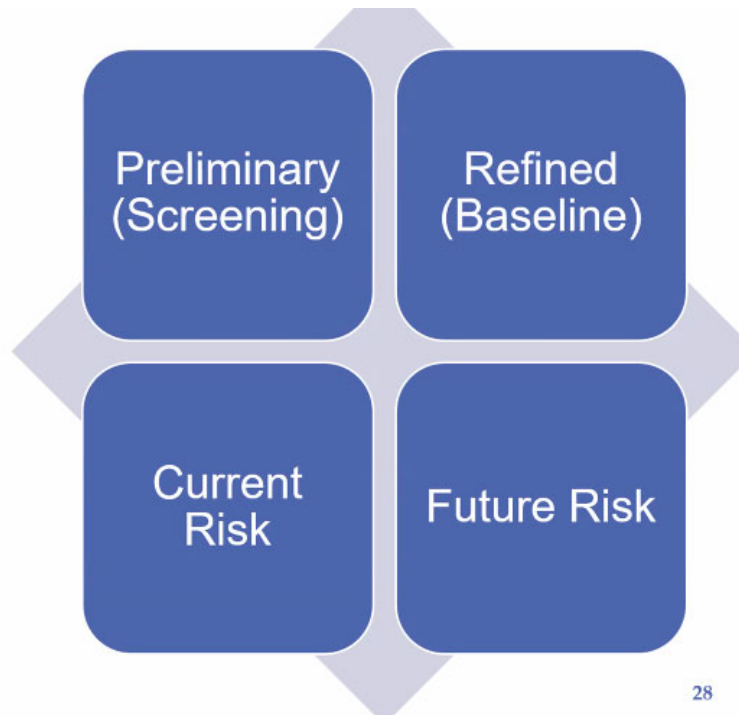 Preliminary
(Screening)
Refined
(Baseline)
Current
Risk
Future Risk
28